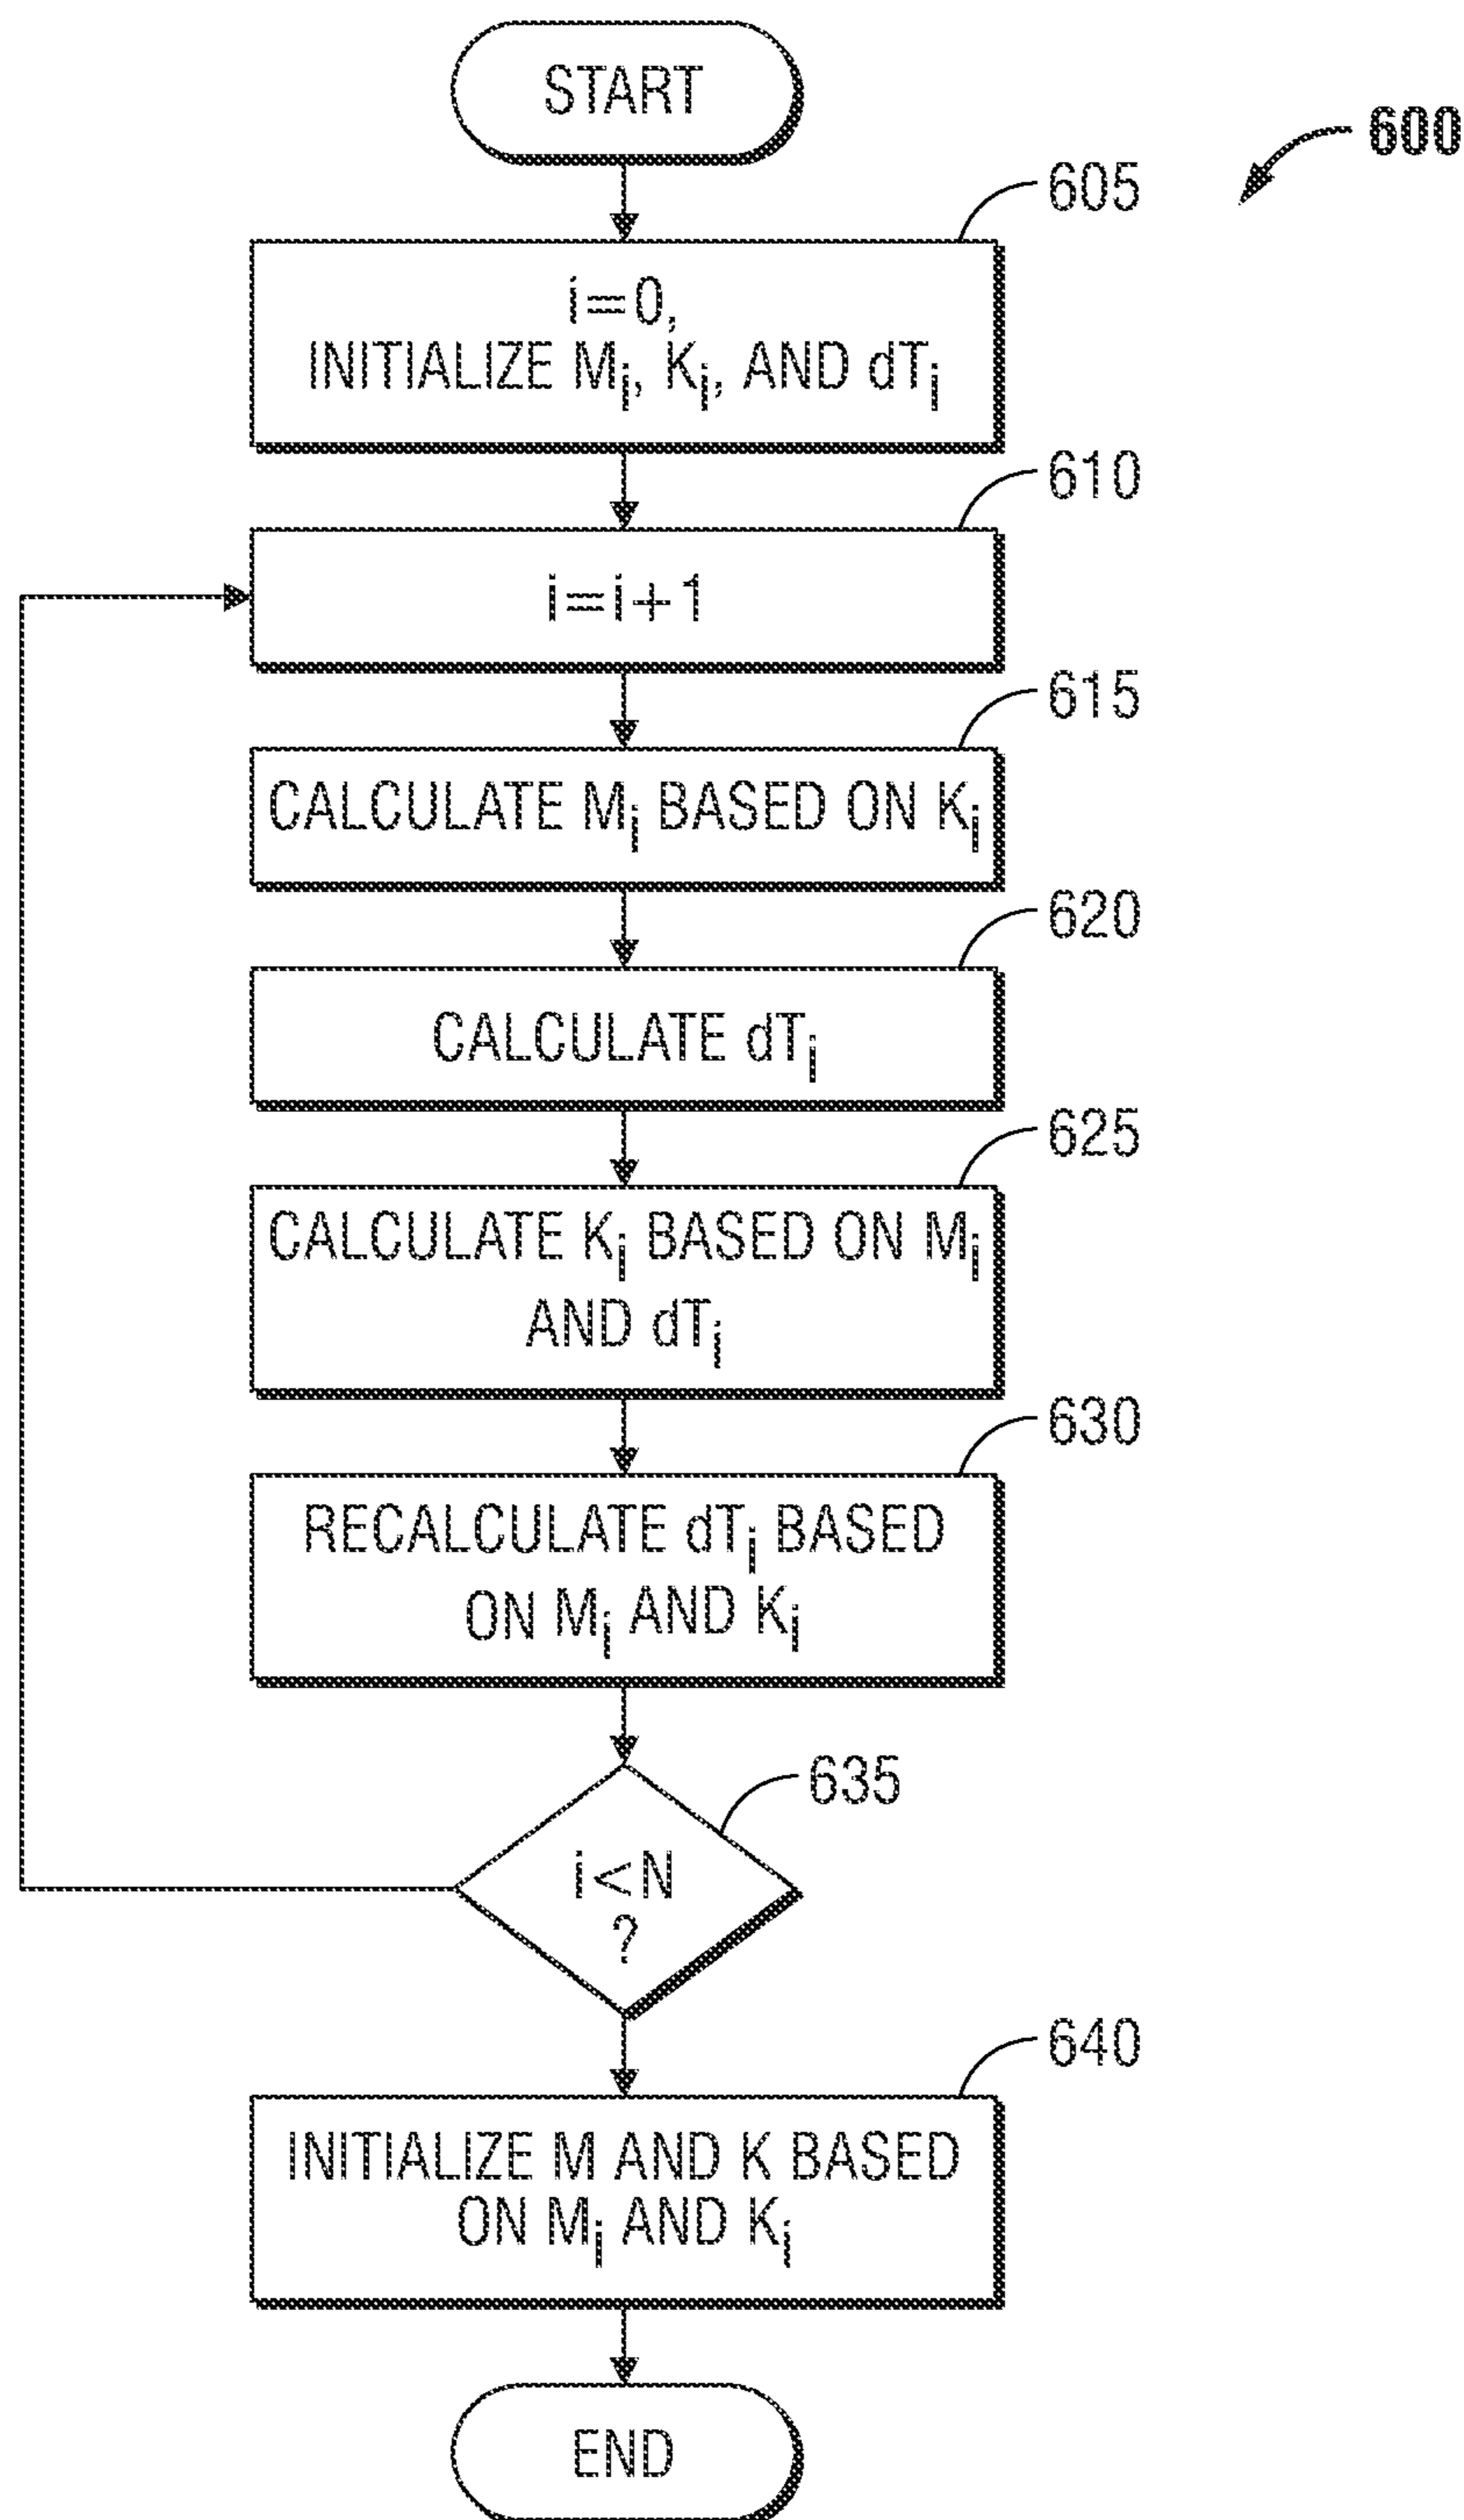 START
600
605
i=0,
INITIALIZE Mi, Ki, AND dTi
610
i=i+1
615
CALCULATE Mi BASED ON Ki
620
CALCULATE dTi
625
CALCULATE Ki BASED ON Mi
AND dTi
630
RECALCULATE dTi BASED
ON Mi AND Ki
635
i<N
?
640
INITIALIZE M AND K BASED
ON Mi AND Ki
END